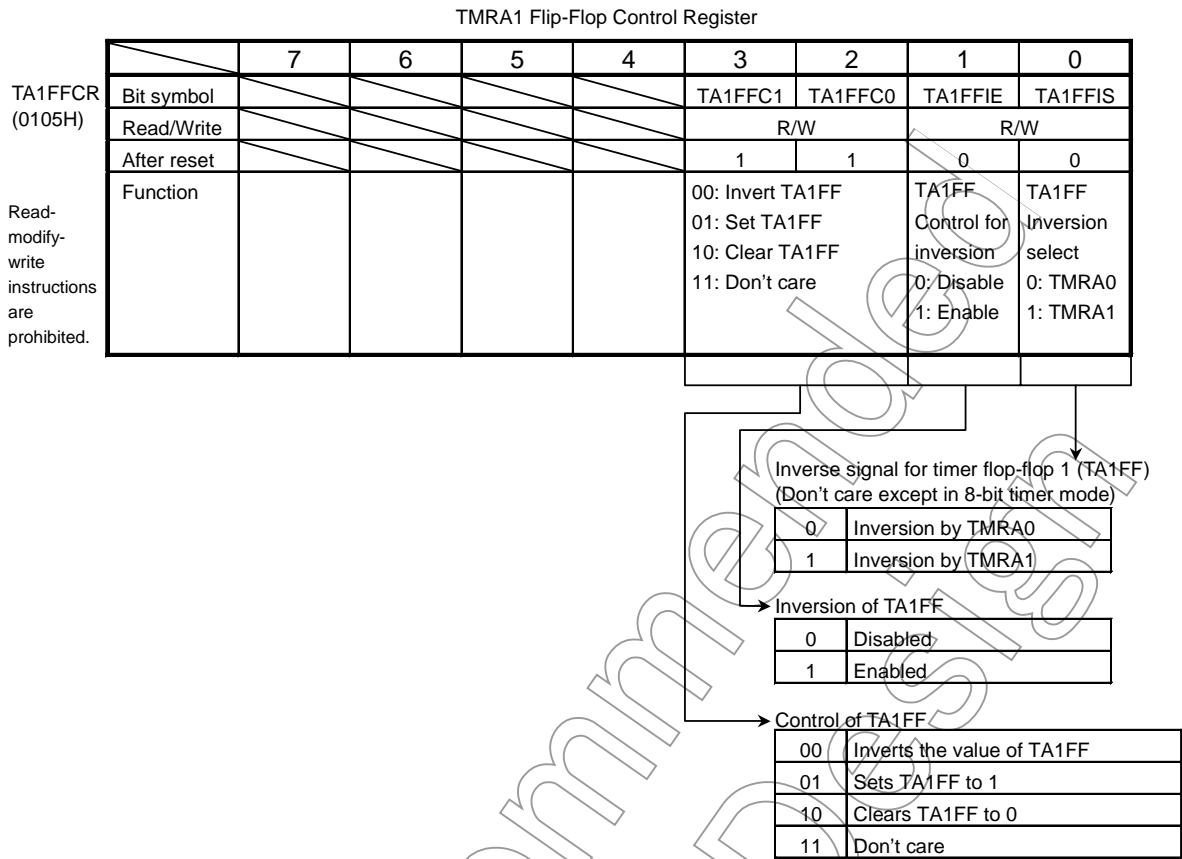 TMRA1 Flip-Flop Control Register
7 6 5 4 3 2 1 0
TA1FFCR
(0105H)
Bit symbol TA1FFC1 TA1FFC0 TA1FFIE TA1FFIS
Read/Write R/W R/W
After reset 1 1 0 0
Read-
modify-
write
instructions
are
prohibited.
Function
00: Invert TA1FF
01: Set TA1FF
10: Clear TA1FF
11: Don't care
TA1FF
Control for
inversion
0: Disable
1: Enable
TA1FF
Inversion
select
0: TMRA0
1: TMRA1
Inverse signal for timer flop-flop 1 (TA1FF)
(Don't care except in 8-bit timer mode)
0 Inversion by TMRA0
1 Inversion by TMRA1
Inversion of TA1FF
0 Disabled
1 Enabled
Control of TA1FF
00 Inverts the value of TA1FF
01 Sets TA1FF to 1
10 Clears TA1FF to 0
11 Don't care